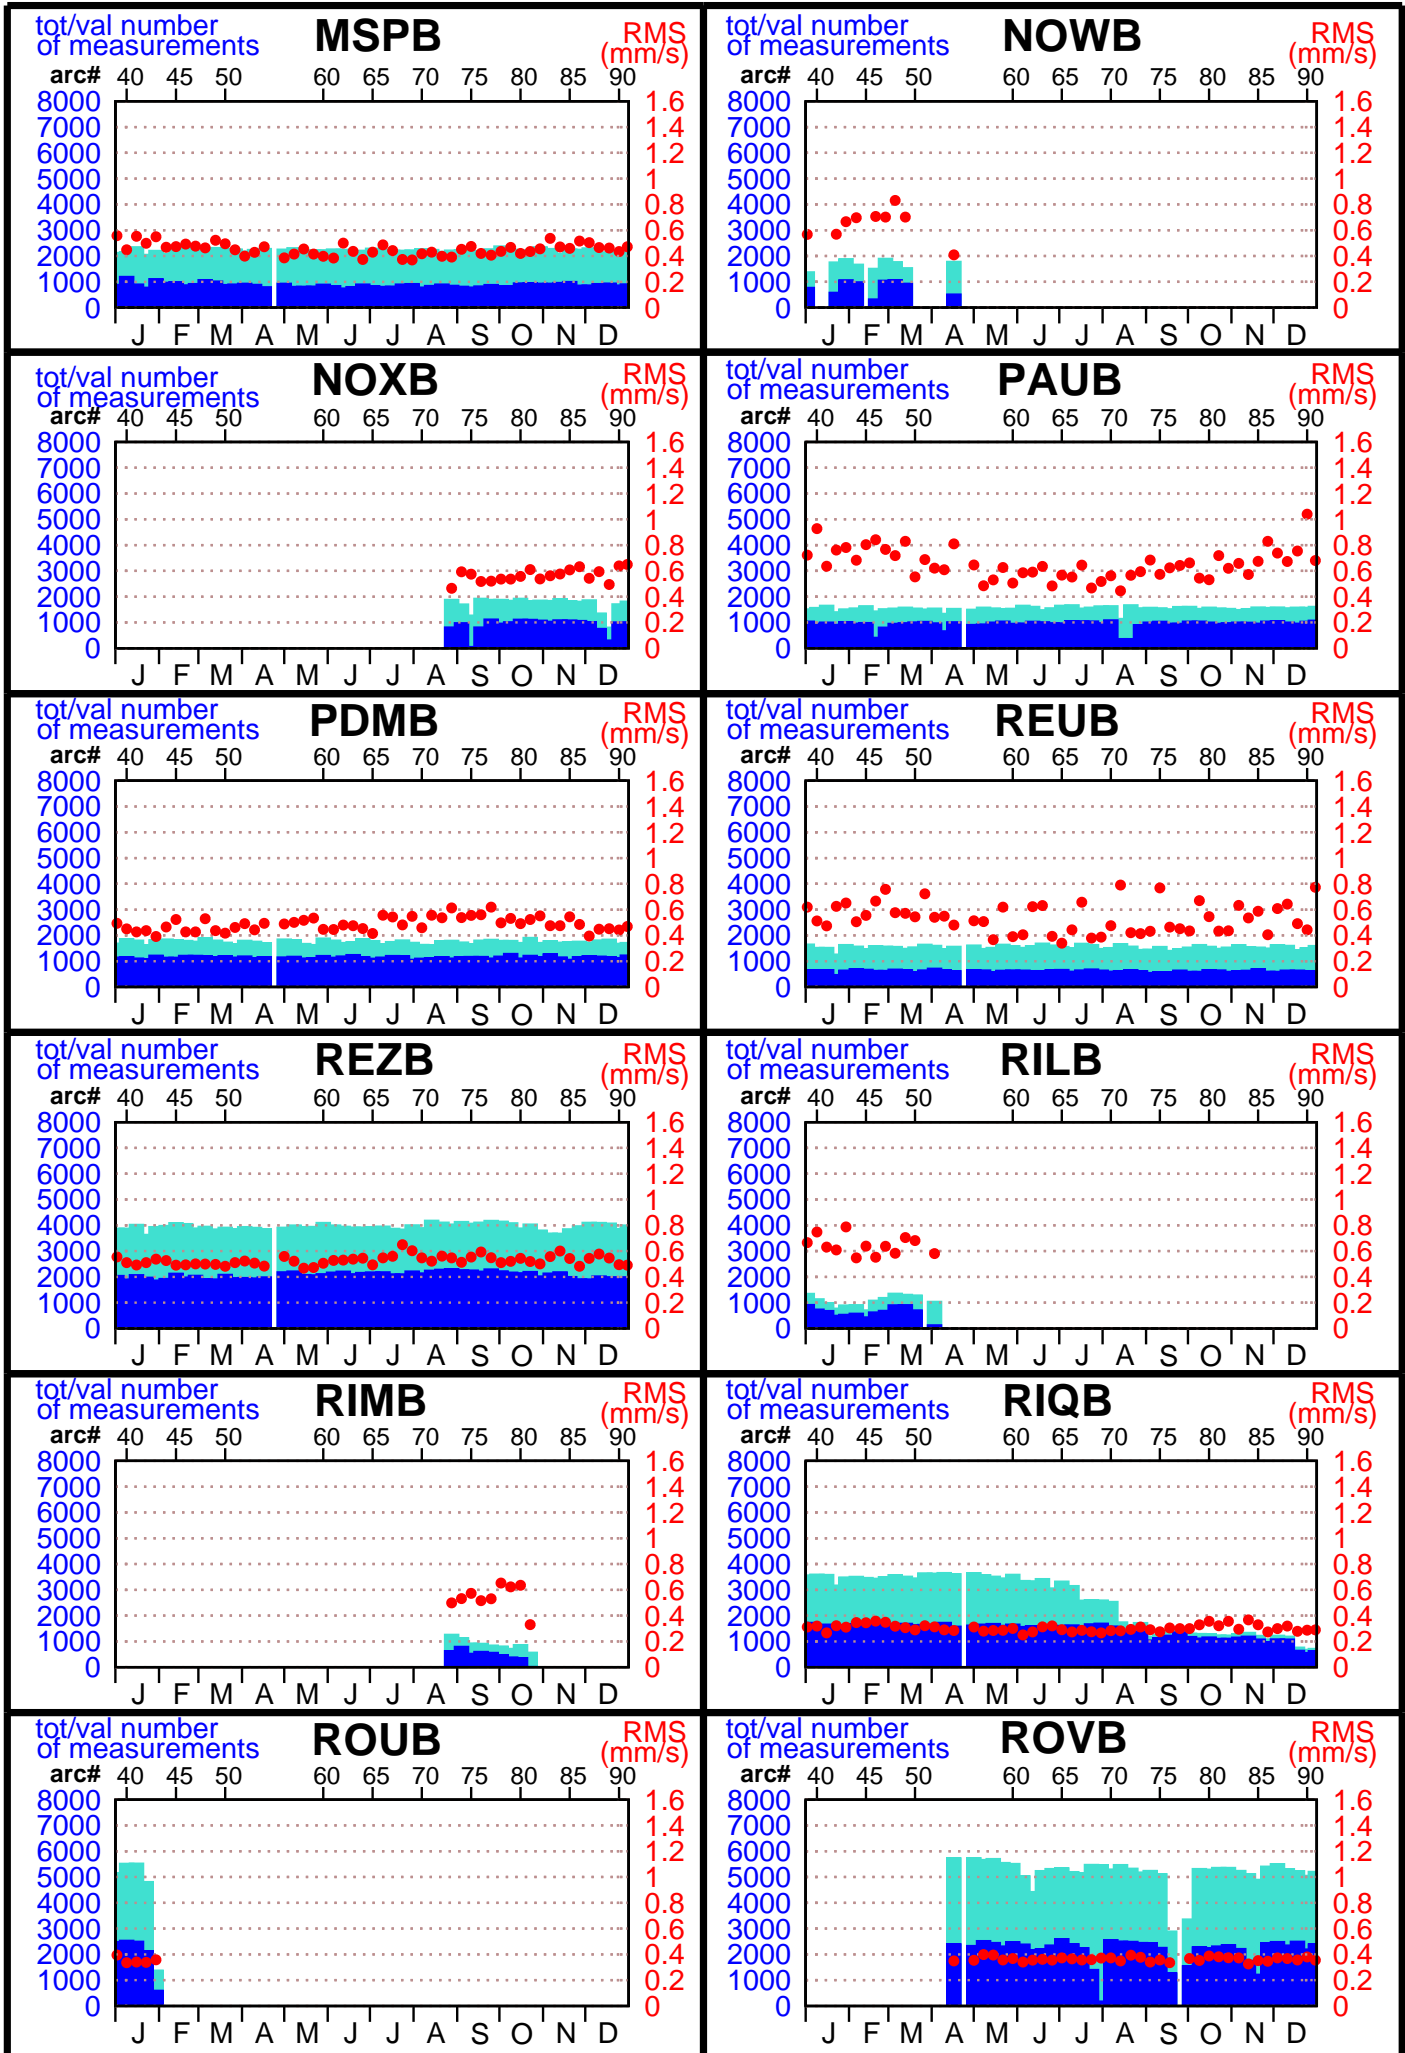 tot/val number MSPB RMS
of measurements (mm/s)
arc# 40 45 50 60 65 70 75 80 85 90
8000 1.6
7000 1.4
6000 1.2
5000 1
4000 0.8
3000 0.6
2000 0.4
1000 0.2
0 0
J F M A M J J A S O N D
tot/val number NOWB RMS
of measurements (mm/s)
arc# 40 45 50 60 65 70 75 80 85 90
8000 1.6
7000 1.4
6000 1.2
5000 1
4000 0.8
3000 0.6
2000 0.4
1000 0.2
0 0
J F M A M J J A S O N D
tot/val number NOXB RMS
of measurements (mm/s)
arc# 40 45 50 60 65 70 75 80 85 90
8000 1.6
7000 1.4
6000 1.2
5000 1
4000 0.8
3000 0.6
2000 0.4
1000 0.2
0 0
J F M A M J J A S O N D
tot/val number PAUB RMS
of measurements (mm/s)
arc# 40 45 50 60 65 70 75 80 85 90
8000 1.6
7000 1.4
6000 1.2
5000 1
4000 0.8
3000 0.6
2000 0.4
1000 0.2
0 0
J F M A M J J A S O N D
tot/val number PDMB RMS
of measurements (mm/s)
arc# 40 45 50 60 65 70 75 80 85 90
8000 1.6
7000 1.4
6000 1.2
5000 1
4000 0.8
3000 0.6
2000 0.4
1000 0.2
0 0
J F M A M J J A S O N D
tot/val number REUB RMS
of measurements (mm/s)
arc# 40 45 50 60 65 70 75 80 85 90
8000 1.6
7000 1.4
6000 1.2
5000 1
4000 0.8
3000 0.6
2000 0.4
1000 0.2
0 0
J F M A M J J A S O N D
tot/val number REZB RMS
of measurements (mm/s)
arc# 40 45 50 60 65 70 75 80 85 90
8000 1.6
7000 1.4
6000 1.2
5000 1
4000 0.8
3000 0.6
2000 0.4
1000 0.2
0 0
J F M A M J J A S O N D
tot/val number RILB RMS
of measurements (mm/s)
arc# 40 45 50 60 65 70 75 80 85 90
8000 1.6
7000 1.4
6000 1.2
5000 1
4000 0.8
3000 0.6
2000 0.4
1000 0.2
0 0
J F M A M J J A S O N D
tot/val number RIMB RMS
of measurements (mm/s)
arc# 40 45 50 60 65 70 75 80 85 90
8000 1.6
7000 1.4
6000 1.2
5000 1
4000 0.8
3000 0.6
2000 0.4
1000 0.2
0 0
J F M A M J J A S O N D
tot/val number RIQB RMS
of measurements (mm/s)
arc# 40 45 50 60 65 70 75 80 85 90
8000 1.6
7000 1.4
6000 1.2
5000 1
4000 0.8
3000 0.6
2000 0.4
1000 0.2
0 0
J F M A M J J A S O N D
tot/val number ROUB RMS
of measurements (mm/s)
arc# 40 45 50 60 65 70 75 80 85 90
8000 1.6
7000 1.4
6000 1.2
5000 1
4000 0.8
3000 0.6
2000 0.4
1000 0.2
0 0
J F M A M J J A S O N D
tot/val number ROVB RMS
of measurements (mm/s)
arc# 40 45 50 60 65 70 75 80 85 90
8000 1.6
7000 1.4
6000 1.2
5000 1
4000 0.8
3000 0.6
2000 0.4
1000 0.2
0 0
J F M A M J J A S O N D